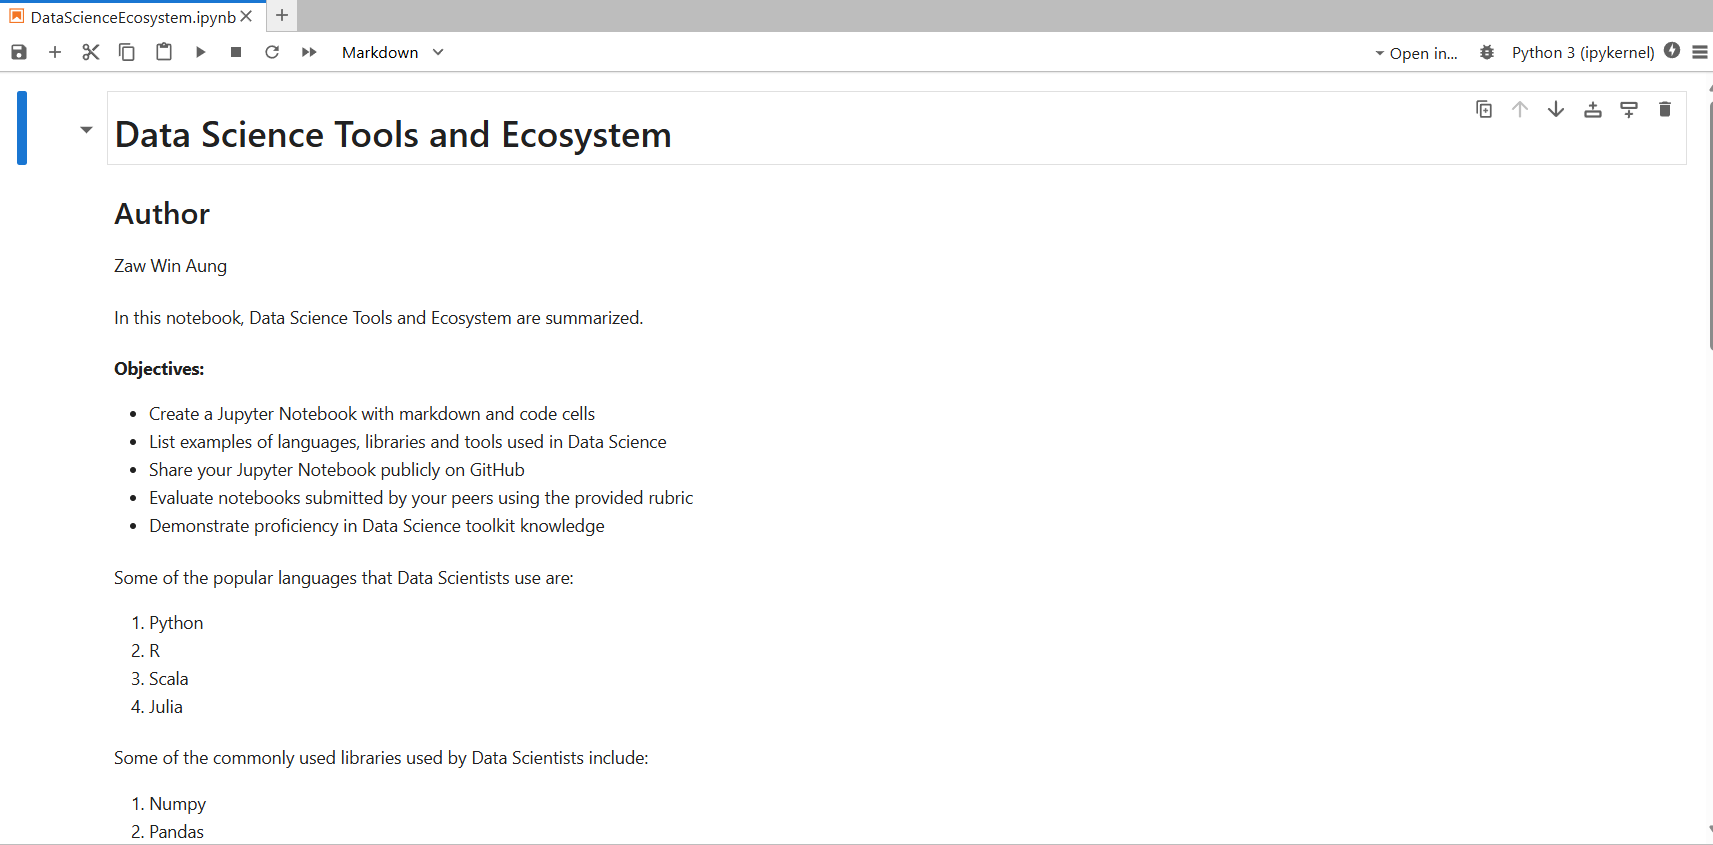 DataScienceEcosystem.ipynb
Markdown
Open in...
Python 3 (ipykernel)
Data Science Tools and Ecosystem
Author
Zaw Win Aung
In this notebook, Data Science Tools and Ecosystem are summarized.
Objectives:
• Create a Jupyter Notebook with markdown and code cells
• List examples of languages, libraries and tools used in Data Science
• Share your Jupyter Notebook publicly on GitHub
• Evaluate notebooks submitted by your peers using the provided rubric
• Demonstrate proficiency in Data Science toolkit knowledge
Some of the popular languages that Data Scientists use are:
1. Python
2. R
3. Scala
4. Julia
Some of the commonly used libraries used by Data Scientists include:
1. Numpy
2. Pandas